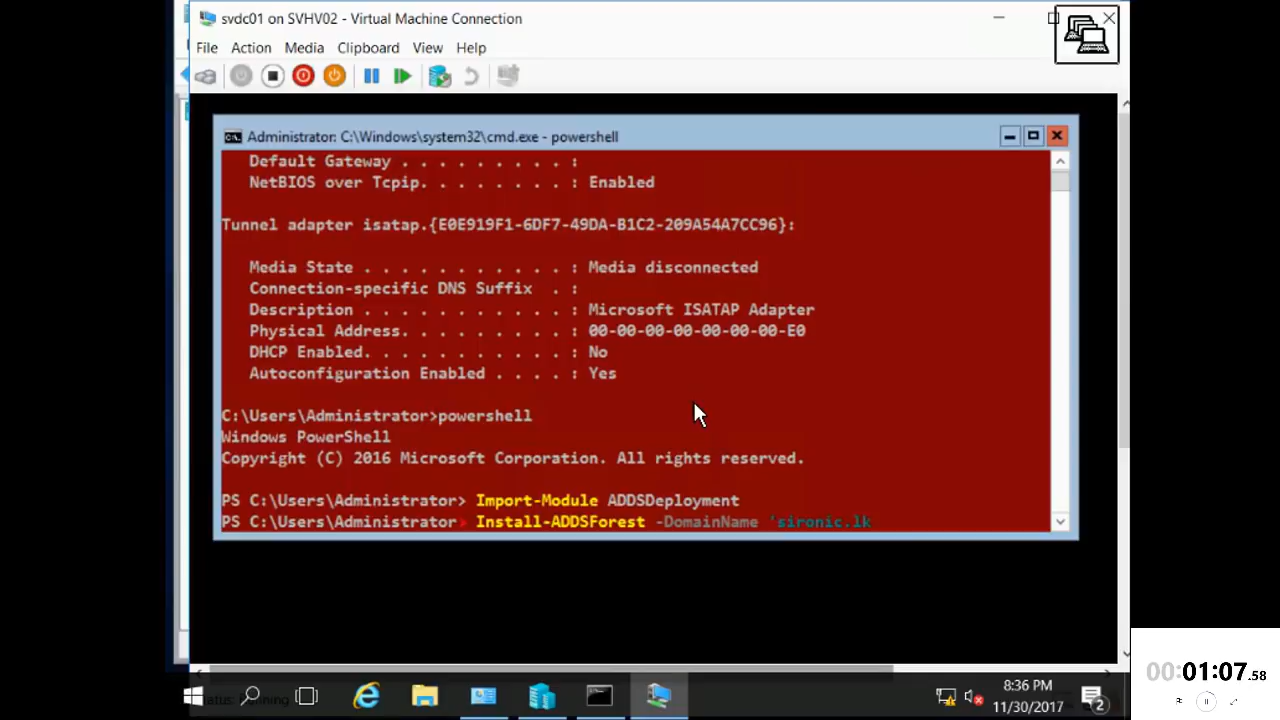 svdc01 on SVHV02 - Virtual Machine Connection
File Action Media Clipboard View Help
Administrator: C:\Windows\system32\cmd.exe - powershell
Default Gateway . . . . . . . . . :
NetBIOS over Tcpip. . . . . . . . : Enabled
Tunnel adapter isatap.{E0E919F1-6DF7-49DA-B1C2-209A54A7CC96}:
Media State . . . . . . . . . . . : Media disconnected
Connection-specific DNS Suffix  . :
Description . . . . . . . . . . . : Microsoft ISATAP Adapter
Physical Address. . . . . . . . . : 00-00-00-00-00-00-00-E0
DHCP Enabled. . . . . . . . . . . : No
Autoconfiguration Enabled . . . . : Yes
C:\Users\Administrator>powershell
Windows PowerShell
Copyright (C) 2016 Microsoft Corporation. All rights reserved.
PS C:\Users\Administrator> Import-Module ADDSDeployment
PS C:\Users\Administrator> Install-ADDSForest -DomainName 'sironic.lk
00:01:07.58
8:36 PM
11/30/2017
2